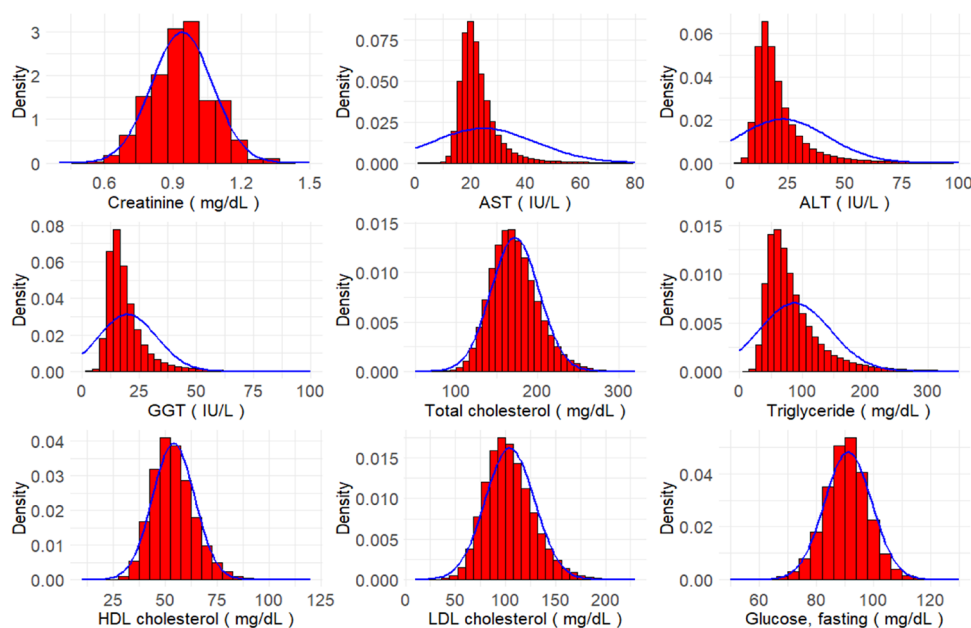 Density
3
2
1
0
0.6 0.9 1.2 1.5
Creatinine ( mg/dL )
Density
0.075
0.050
0.025
0.000
0 20 40 60 80
AST ( IU/L )
Density
0.06
0.04
0.02
0.00
0 25 50 75 100
ALT ( IU/L )
Density
0.08
0.06
0.04
0.02
0.00
0 25 50 75 100
GGT ( IU/L )
Density
0.015
0.010
0.005
0.000
100 200 300
Total cholesterol ( mg/dL )
Density
0.015
0.010
0.005
0.000
0 100 200 300
Triglyceride ( mg/dL )
Density
0.04
0.03
0.02
0.01
0.00
25 50 75 100 125
HDL cholesterol ( mg/dL )
Density
0.015
0.010
0.005
0.000
0 50 100 150 200
LDL cholesterol ( mg/dL )
Density
0.04
0.02
0.00
60 80 100 120
Glucose, fasting ( mg/dL )